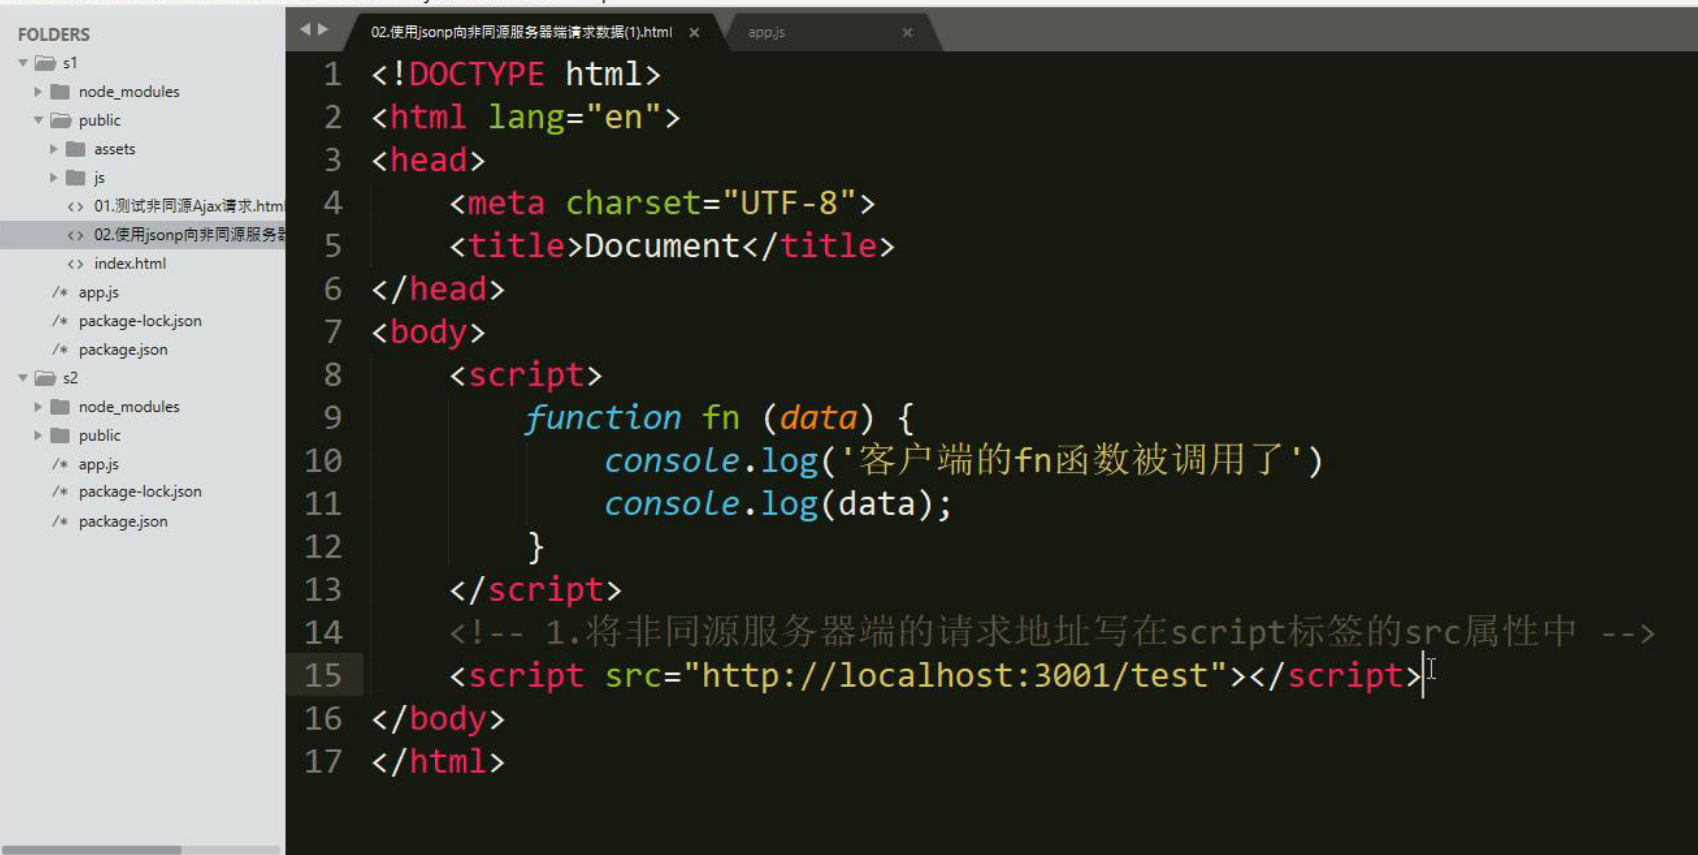 FOLDERS
s1
node_modules
public
assets
js
01.测试非同源Ajax请求.htm
02.使用jsonp向非同源服务
index.html
app.js
package-lock.json
package.json
s2
node_modules
public
app.js
package-lock.json
package.json
02.使用jsonp向非同源服务器端请求数据(1).html ×
app.js ×
1 <!DOCTYPE html>
2 <html lang="en">
3 <head>
4 <meta charset="UTF-8">
5 <title>Document</title>
6 </head>
7 <body>
8 <script>
9 function fn (data) {
10 console.log('客户端的fn函数被调用了')
11 console.log(data);
12 }
13 </script>
14 <!-- 1.将非同源服务器端的请求地址写在script标签的src属性中 -->
15 <script src="http://localhost:3001/test"></script>
16 </body>
17 </html>